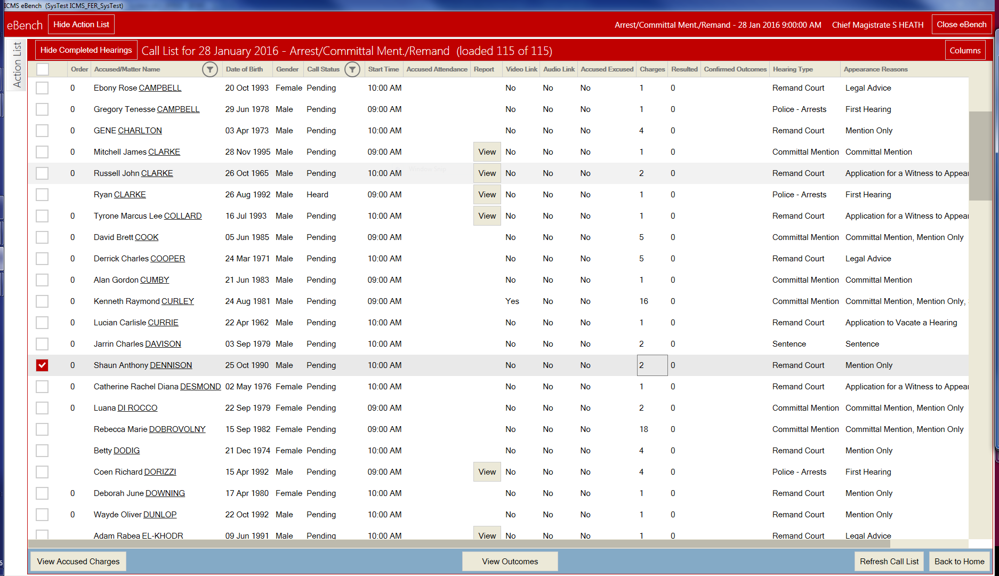 ICMS eBench (SysTest ICMS_FER_SysTest)
eBench Hide Action List Arrest/Committal Ment./Remand - 28 Jan 2016 9:00:00 AM Chief Magistrate S HEATH Close eBench
Action List
Hide Completed Hearings Call List for 28 January 2016 - Arrest/Committal Ment./Remand (loaded 115 of 115) Columns
Order Accused/Matter Name Date of Birth Gender Call Status Start Time Accused Attendance Report Video Link Audio Link Accused Excused Charges Resulted Confirmed Outcomes Hearing Type Appearance Reasons
0 Ebony Rose CAMPBELL 20 Oct 1993 Female Pending 10:00 AM No No No 1 0 Remand Court Legal Advice
0 Gregory Tenesse CAMPBELL 29 Jun 1978 Male Pending 09:00 AM No No No 1 0 Police - Arrests First Hearing
0 GENE CHARLTON 03 Apr 1973 Male Pending 10:00 AM No No No 4 0 Remand Court Mention Only
0 Mitchell James CLARKE 28 Nov 1995 Male Pending 09:00 AM View No No No 1 0 Committal Mention Committal Mention
0 Russell John CLARKE 26 Oct 1965 Male Pending 10:00 AM Window Snip View No No No 2 0 Remand Court Application for a Witness to Appear
Ryan CLARKE 26 Aug 1992 Male Heard 09:00 AM View No No No 1 0 Police - Arrests First Hearing
0 Tyrone Marcus Lee COLLARD 16 Jul 1993 Male Pending 10:00 AM View No No No 1 0 Remand Court Application for a Witness to Appear
0 David Brett COOK 05 Jun 1985 Male Pending 09:00 AM No No No 5 0 Committal Mention Committal Mention, Mention Only
0 Derrick Charles COOPER 24 Mar 1971 Male Pending 10:00 AM No No No 5 0 Remand Court Legal Advice
0 Alan Gordon CUMBY 21 Jun 1983 Male Pending 09:00 AM No No No 1 0 Committal Mention Committal Mention
0 Kenneth Raymond CURLEY 24 Aug 1981 Male Pending 09:00 AM Yes No No 16 0 Committal Mention Committal Mention, Mention Only,
0 Lucian Carlisle CURRIE 22 Apr 1962 Male Pending 10:00 AM No No No 1 0 Remand Court Application to Vacate a Hearing
0 Jarrin Charles DAVISON 03 Sep 1979 Male Pending 10:00 AM No No No 2 0 Sentence Sentence
0 Shaun Anthony DENNISON 25 Oct 1990 Male Pending 10:00 AM No No No 2 0 Remand Court Mention Only
0 Catherine Rachel Diana DESMOND 02 May 1976 Female Pending 10:00 AM No No No 1 0 Remand Court Application for a Witness to Appear
0 Luana DI ROCCO 22 Sep 1979 Female Pending 09:00 AM No No No 2 0 Committal Mention Committal Mention, Mention Only
Rebecca Marie DOBROVOLNY 15 Sep 1982 Female Pending 09:00 AM No No No 18 0 Committal Mention Committal Mention, Mention Only
Betty DODIG 21 Dec 1974 Female Pending 10:00 AM No No No 4 0 Remand Court Mention Only
Coen Richard DORIZZI 15 Apr 1992 Male Pending 09:00 AM View No No No 4 0 Police - Arrests First Hearing
0 Deborah June DOWNING 17 Apr 1980 Female Pending 10:00 AM No No No 1 0 Remand Court Mention Only
0 Wayde Oliver DUNLOP 22 Oct 1992 Male Pending 10:00 AM No No No 1 0 Remand Court Mention Only
Adam Rabea EL-KHODR 09 Jun 1991 Male Pending 10:00 AM View No No No 1 0 Remand Court Legal Advice
View Accused Charges View Outcomes Refresh Call List Back to Home